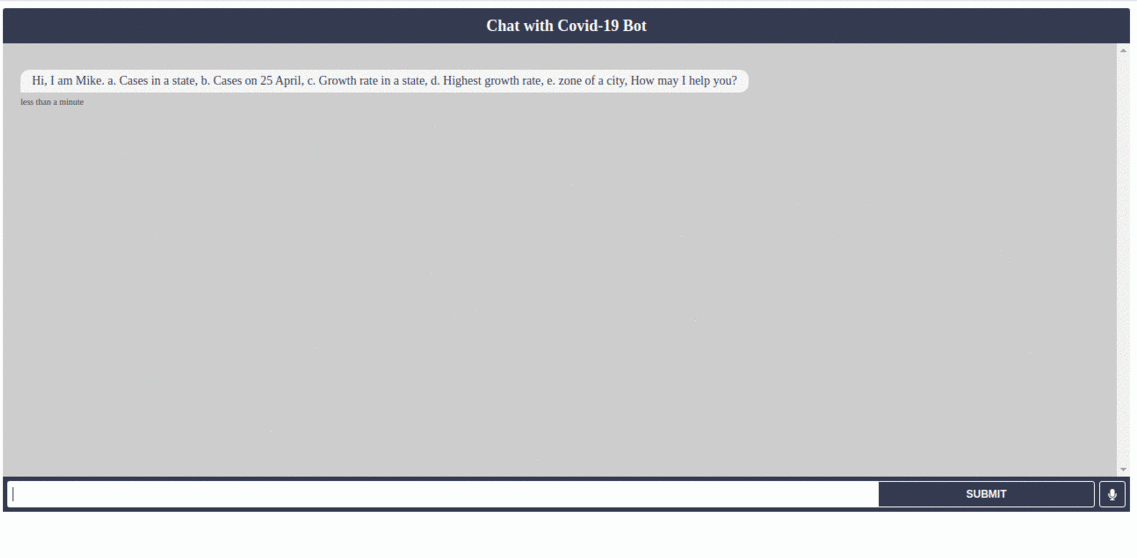 Chat with Covid-19 Bot
Hi, I am Mike. a. Cases in a state, b. Cases on 25 April, c. Growth rate in a state, d. Highest growth rate, e. zone of a city, How may I help you?
less than a minute
SUBMIT